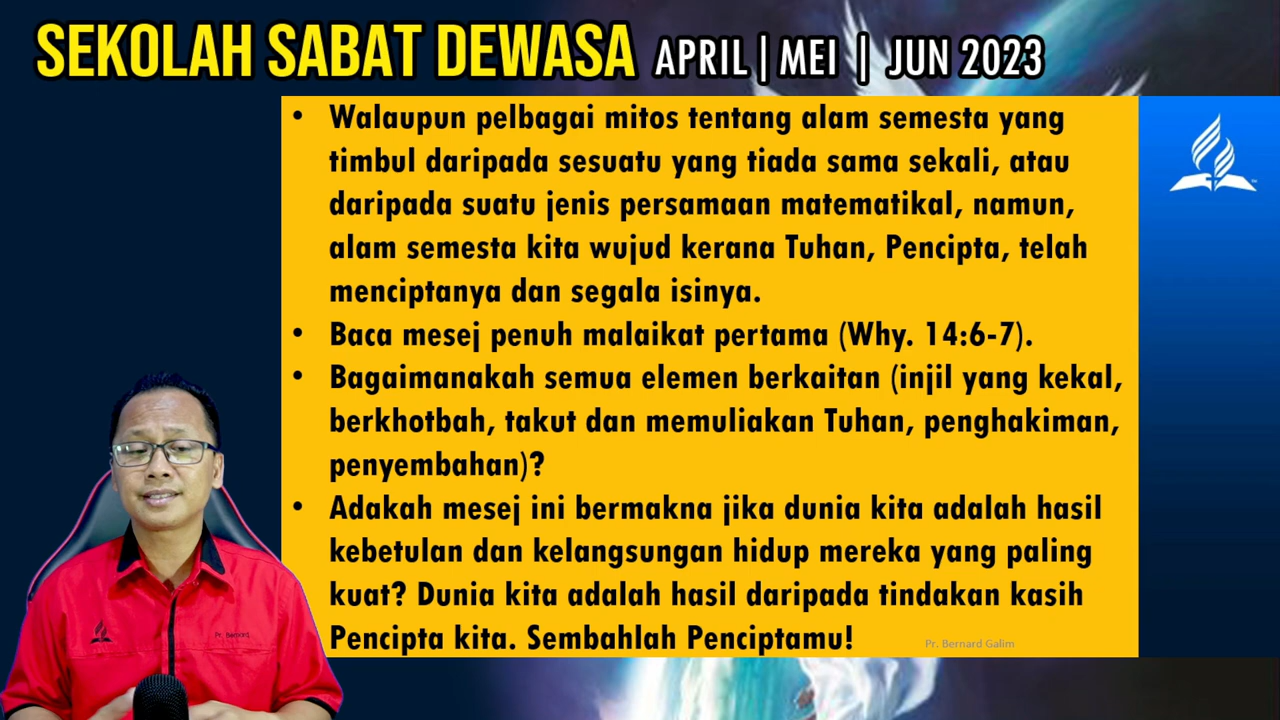 SEKOLAH SABAT DEWASA APRIL | MEI | JUN 2023
• Walaupun pelbagai mitos tentang alam semesta yang
timbul daripada sesuatu yang tiada sama sekali, atau
daripada suatu jenis persamaan matematikal, namun,
alam semesta kita wujud kerana Tuhan, Pencipta, telah
menciptanya dan segala isinya.
• Baca mesej penuh malaikat pertama (Why. 14:6-7).
• Bagaimanakah semua elemen berkaitan (injil yang kekal,
berkhotbah, takut dan memuliakan Tuhan, penghakiman,
penyembahan)?
• Adakah mesej ini bermakna jika dunia kita adalah hasil
kebetulan dan kelangsungan hidup mereka yang paling
kuat? Dunia kita adalah hasil daripada tindakan kasih
Pencipta kita. Sembahlah Penciptamu!
Pr. Bernard Galim
Pr. Bernard